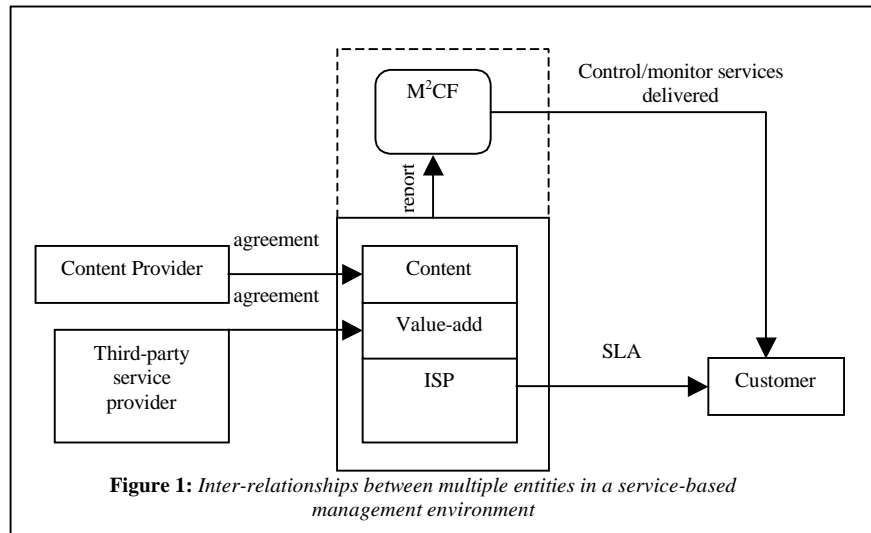 M²CF
Control/monitor services
delivered
report
agreement
Content Provider
agreement
Content
Value-add
Third-party
service
provider
ISP
SLA
Customer
Figure 1: Inter-relationships between multiple entities in a service-based
management environment